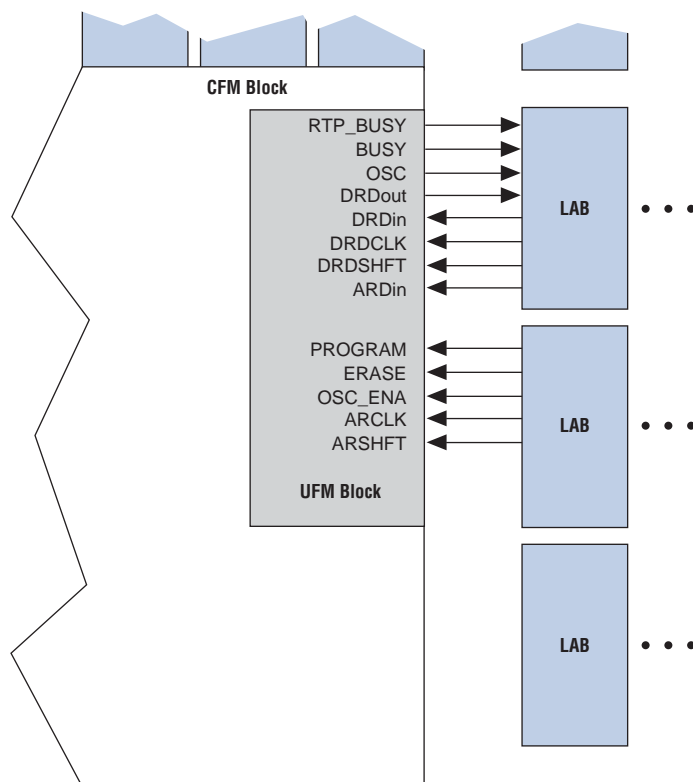 CFM Block
RTP_BUSY
BUSY
OSC
DRDout
DRDin
DRDCLK
DRDSHFT
ARDin
LAB
PROGRAM
ERASE
OSC_ENA
ARCLK
ARSHFT
LAB
UFM Block
LAB